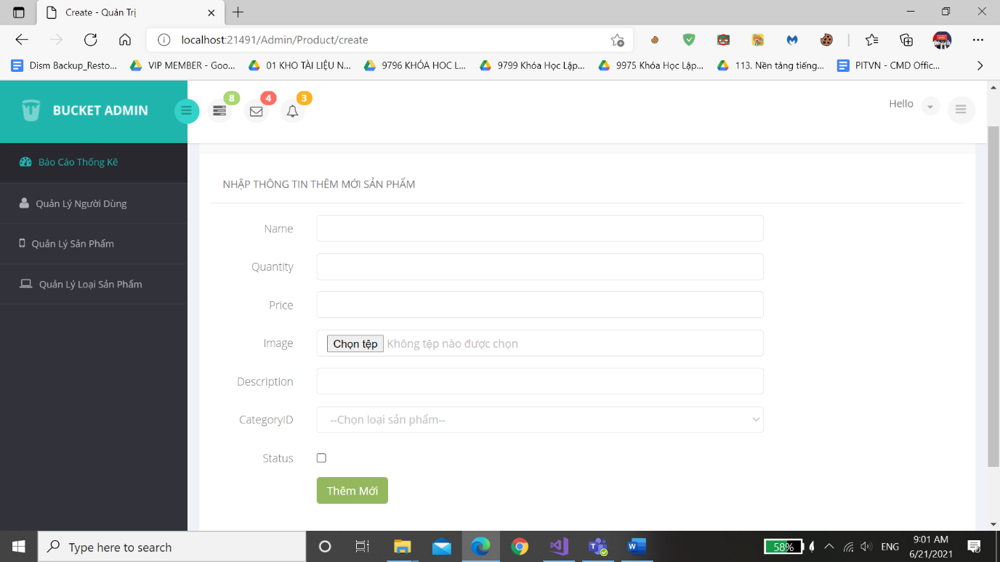 Create - Quản Trị
localhost:21491/Admin/Product/create
Dism Backup_Resto... VIP MEMBER - Goo... 01 KHO TÀI LIỆU N... 9796 KHÓA HOC L... 9799 Khóa Học Lập... 9975 Khóa Học Lập... 113. Nền tảng tiếng... PITVN - CMD Offic...
BUCKET ADMIN
8 4 3
Hello
Báo Cáo Thống Kê
Quản Lý Người Dùng
Quản Lý Sản Phẩm
Quản Lý Loại Sản Phẩm
NHẬP THÔNG TIN THÊM MỚI SẢN PHẨM
Name
Quantity
Price
Image Chọn tệp Không tệp nào được chọn
Description
CategoryID --Chọn loại sản phẩm--
Status
Thêm Mới
Type here to search
58%
ENG
9:01 AM
6/21/2021